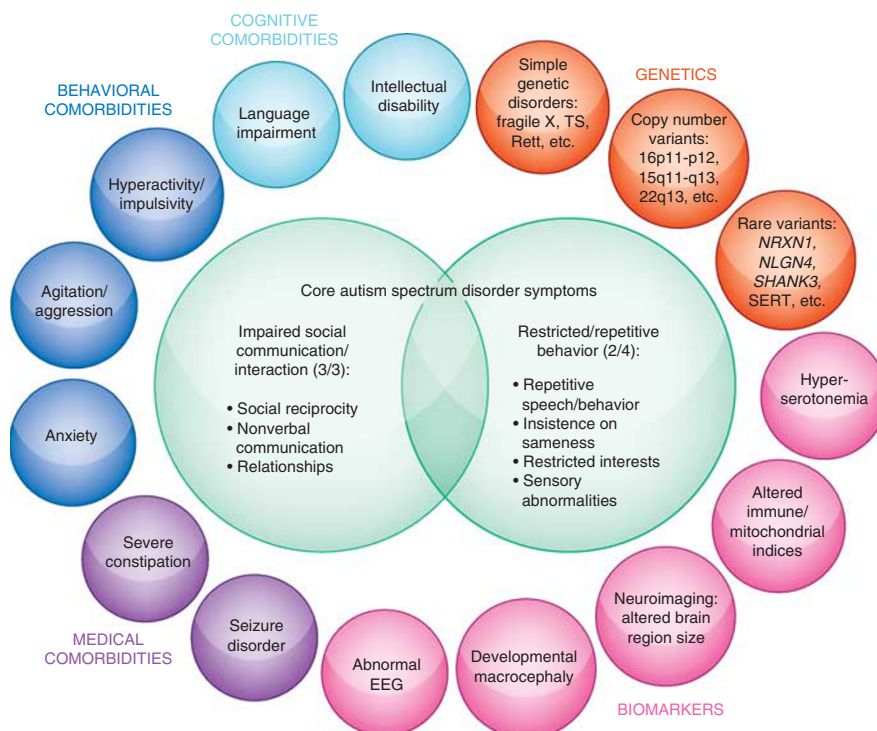 COGNITIVE
COMORBIDITIES
BEHAVIORAL
COMORBIDITIES
Language
impairment
Intellectual
disability
Simple
genetic
disorders:
fragile X, TS,
Rett, etc.
GENETICS
Copy number
variants:
16p11-p12,
15q11-q13,
22q13, etc.
Hyperactivity/
impulsivity
Rare variants:
NRXN1,
NLGN4,
SHANK3,
SERT, etc.
Agitation/
aggression
Core autism spectrum disorder symptoms
Impaired social
communication/
interaction (3/3):
• Social reciprocity
• Nonverbal
communication
• Relationships
Restricted/repetitive
behavior (2/4):
• Repetitive
speech/behavior
• Insistence on
sameness
• Restricted interests
• Sensory
abnormalities
Hyper-
serotonemia
Anxiety
Altered
immune/
mitochondrial
indices
Severe
constipation
Neuroimaging:
altered brain
region size
MEDICAL
COMORBIDITIES
Seizure
disorder
Abnormal
EEG
Developmental
macrocephaly
BIOMARKERS